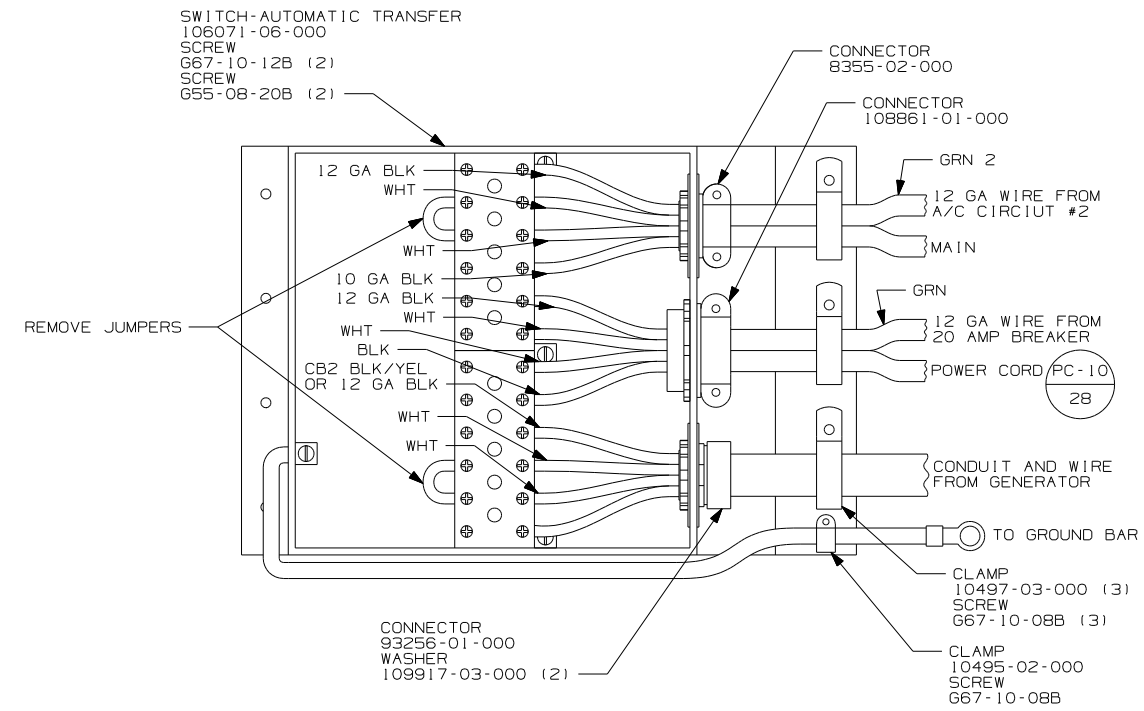 SWITCH-AUTOMATIC TRANSFER
106071-06-000
SCREW
G67-10-12B (2)
SCREW
G55-08-20B (2)
CONNECTOR
8355-02-000
CONNECTOR
108861-01-000
12 GA BLK
WHT
WHT
10 GA BLK
12 GA BLK
WHT
WHT
BLK
CB2 BLK/YEL
OR 12 GA BLK
WHT
WHT
REMOVE JUMPERS
GRN 2
12 GA WIRE FROM
A/C CIRCIUT #2
MAIN
GRN
12 GA WIRE FROM
20 AMP BREAKER
POWER CORD
PC-10
28
CONDUIT AND WIRE
FROM GENERATOR
TO GROUND BAR
CLAMP
10497-03-000 (3)
SCREW
G67-10-08B (3)
CLAMP
10495-02-000
SCREW
G67-10-08B
CONNECTOR
93256-01-000
WASHER
109917-03-000 (2)